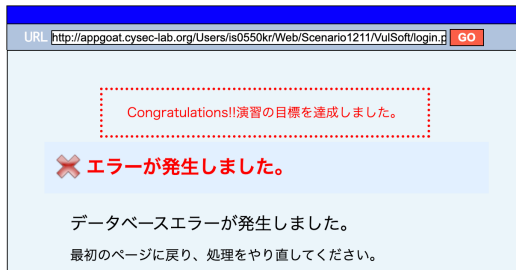 URL http://appgoat.cysec-lab.org/Users/is0550kr/Web/Scenario1211/VulSoft/login.p GO
Congratulations!!演習の目標を達成しました。
エラーが発生しました。
データベースエラーが発生しました。
最初のページに戻り、処理をやり直してください。